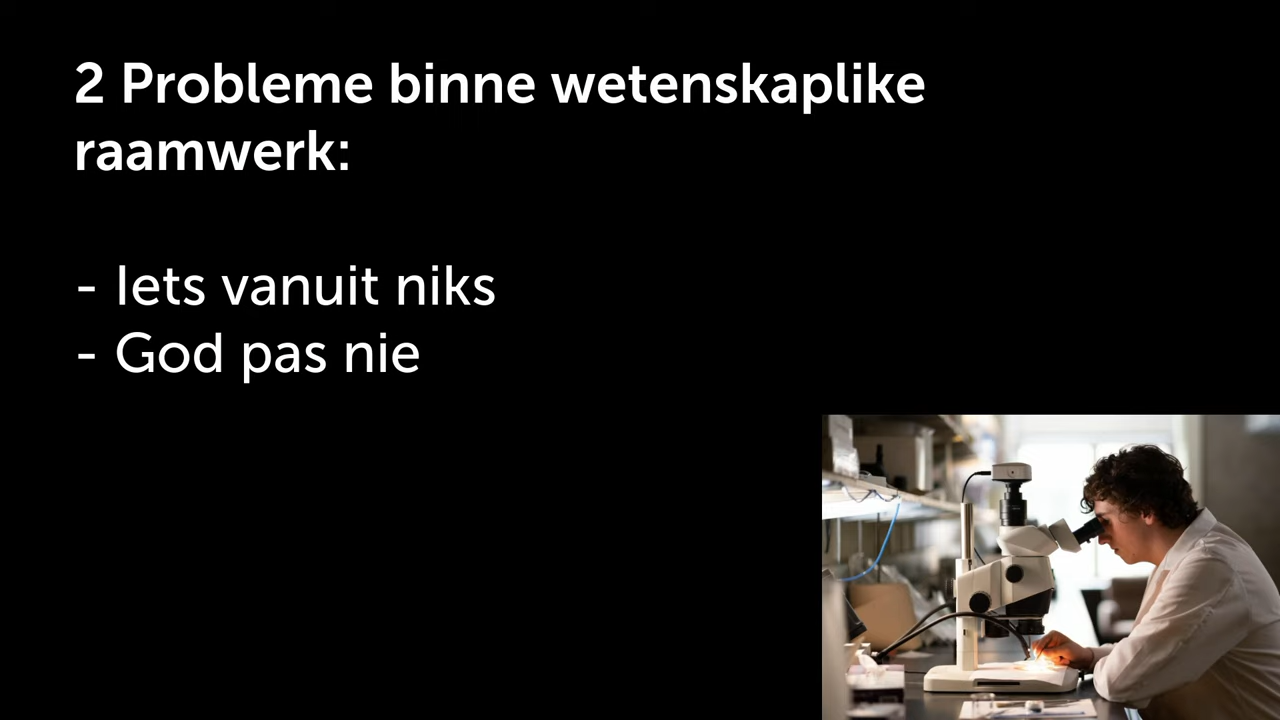 2 Probleme binne wetenskaplike
raamwerk:
- Iets vanuit niks
- God pas nie